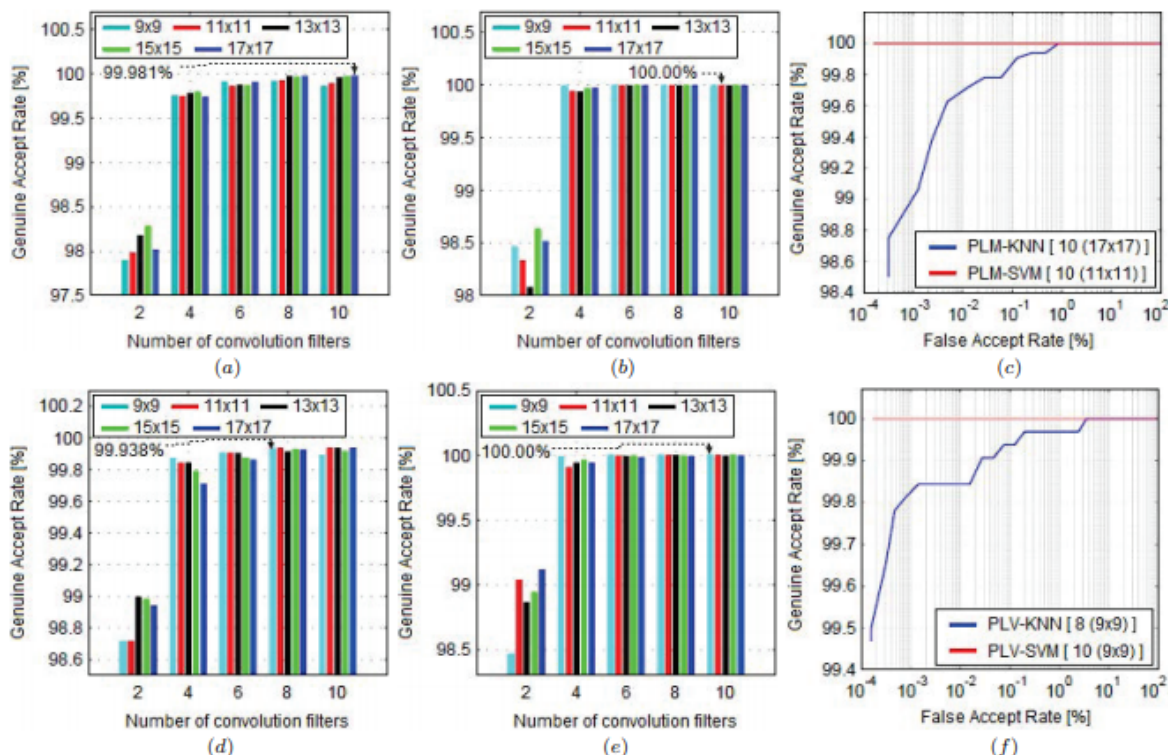 100.5
100
99.5
99
98.5
98
97.5
Genuine Accept Rate [%]
9x9 11x11 13x13
15x15 17x17
99.981%
2 4 6 8 10
Number of convolution filters
(a)
100.5
100
99.5
99
98.5
98
Genuine Accept Rate [%]
9x9 11x11 13x13
15x15 17x17
100.00%
2 4 6 8 10
Number of convolution filters
(b)
100
99.8
99.6
99.4
99.2
99
98.8
98.6
98.4
Genuine Accept Rate [%]
PLM-KNN [ 10 (17x17) ]
PLM-SVM [ 10 (11x11) ]
10^-4 10^-3 10^-2 10^-1 10^0 10^1 10^2
False Accept Rate [%]
(c)
100.2
100
99.8
99.6
99.4
99.2
99
98.8
98.6
Genuine Accept Rate [%]
9x9 11x11 13x13
15x15 17x17
99.938%
2 4 6 8 10
Number of convolution filters
(d)
100.5
100
99.5
99
98.5
Genuine Accept Rate [%]
9x9 11x11 13x13
15x15 17x17
100.00%
2 4 6 8 10
Number of convolution filters
(e)
100
99.9
99.8
99.7
99.6
99.5
99.4
Genuine Accept Rate [%]
PLV-KNN [ 8 (9x9) ]
PLV-SVM [ 10 (9x9) ]
10^-4 10^-3 10^-2 10^-1 10^0 10^1 10^2
False Accept Rate [%]
(f)